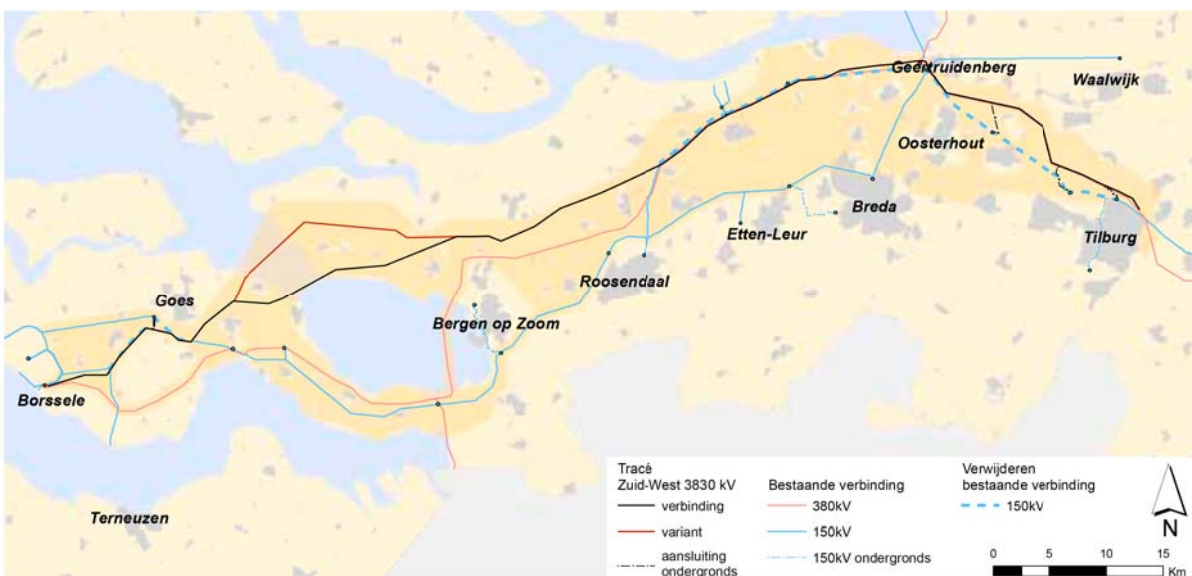 Geertruidenberg
Waalwijk
Oosterhout
Breda
Etten-Leur
Tilburg
Roosendaal
Goes
Bergen op Zoom
Borssele
Terneuzen
Tracé
Zuid-West 3830 kV
verbinding
variant
aansluiting
ondergronds
Bestaande verbinding
380kV
150kV
150kV ondergronds
Verwijderen
bestaande verbinding
150kV
N
0 5 10 15
Km